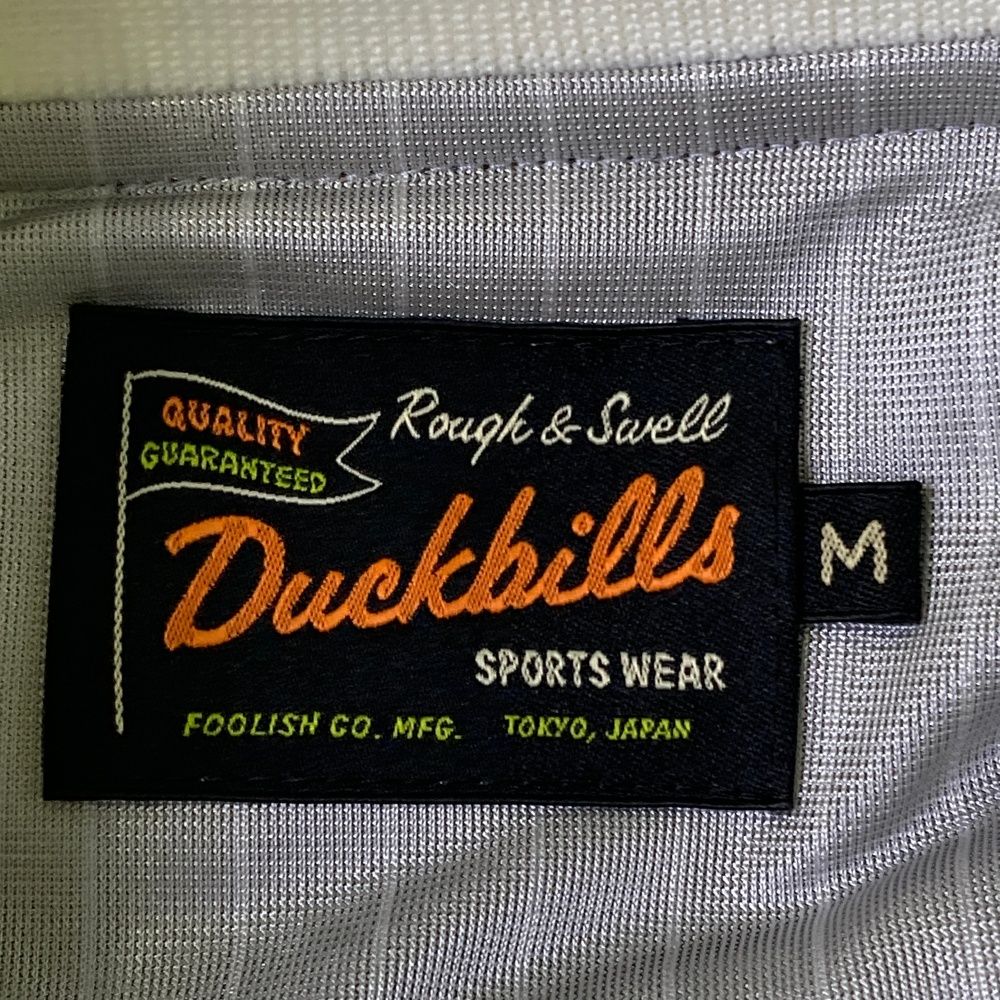 QUALITY
GUARANTEED
Rough & Swell
Duckbills
SPORTS WEAR
FOOLISH CO. MFG. TOKYO, JAPAN
M